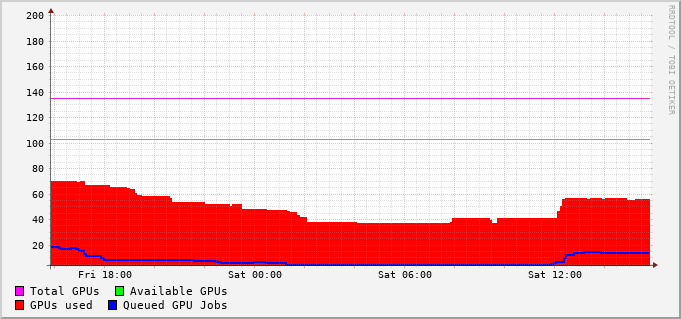 200
180
160
140
120
100
80
60
40
20
Fri 18:00 Sat 00:00 Sat 06:00 Sat 12:00
Total GPUs Available GPUs
GPUs used Queued GPU Jobs
RRDTOOL / TOBI OETIKER